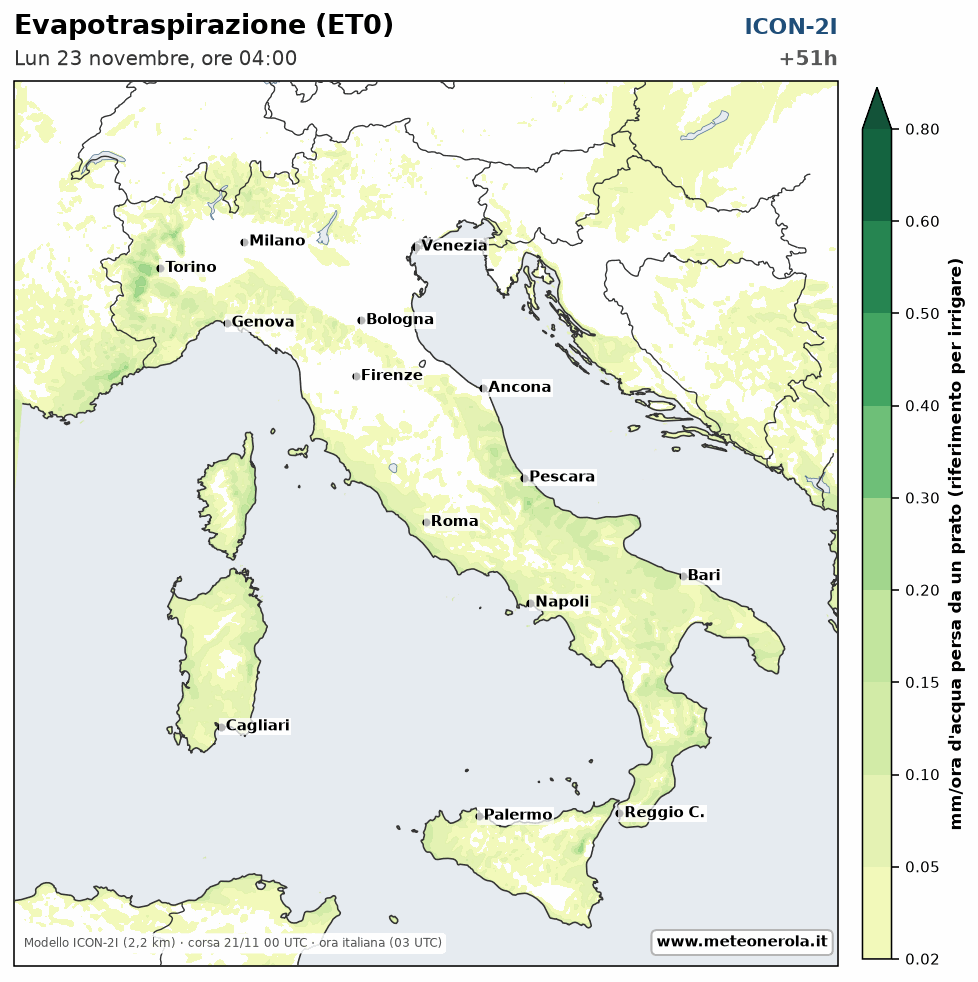 Evapotraspirazione (ET0)
ICON-2I
Lun 23 novembre, ore 04:00
+51h
Milano
Venezia
Torino
Genova
Bologna
Firenze
Ancona
Pescara
Roma
Bari
Napoli
Cagliari
Palermo
Reggio C.
0.80
0.60
0.50
0.40
0.30
0.20
0.15
0.10
0.05
0.02
mm/ora d'acqua persa da un prato (riferimento per irrigare)
Modello ICON-2I (2,2 km) · corsa 21/11 00 UTC · ora italiana (03 UTC)
www.meteonerola.it